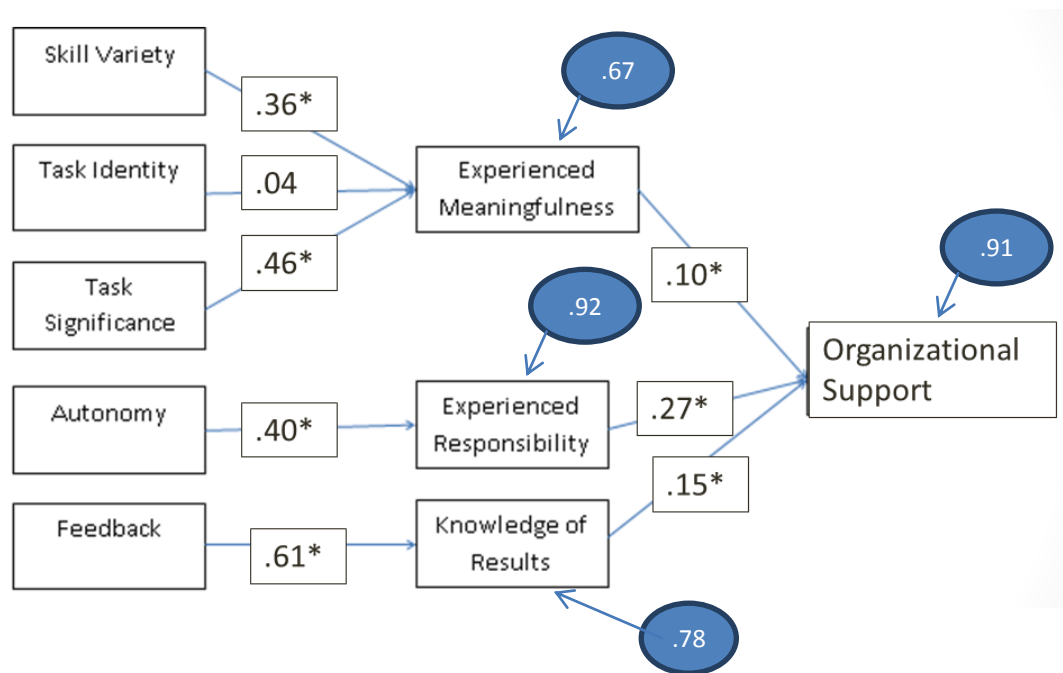 Skill Variety
.36*
.67
Task Identity
.04
Experienced
Meaningfulness
.46*
Task
Significance
.10*
.91
.92
Organizational
Support
Autonomy
.40*
Experienced
Responsibility
.27*
.15*
Feedback
.61*
Knowledge of
Results
.78